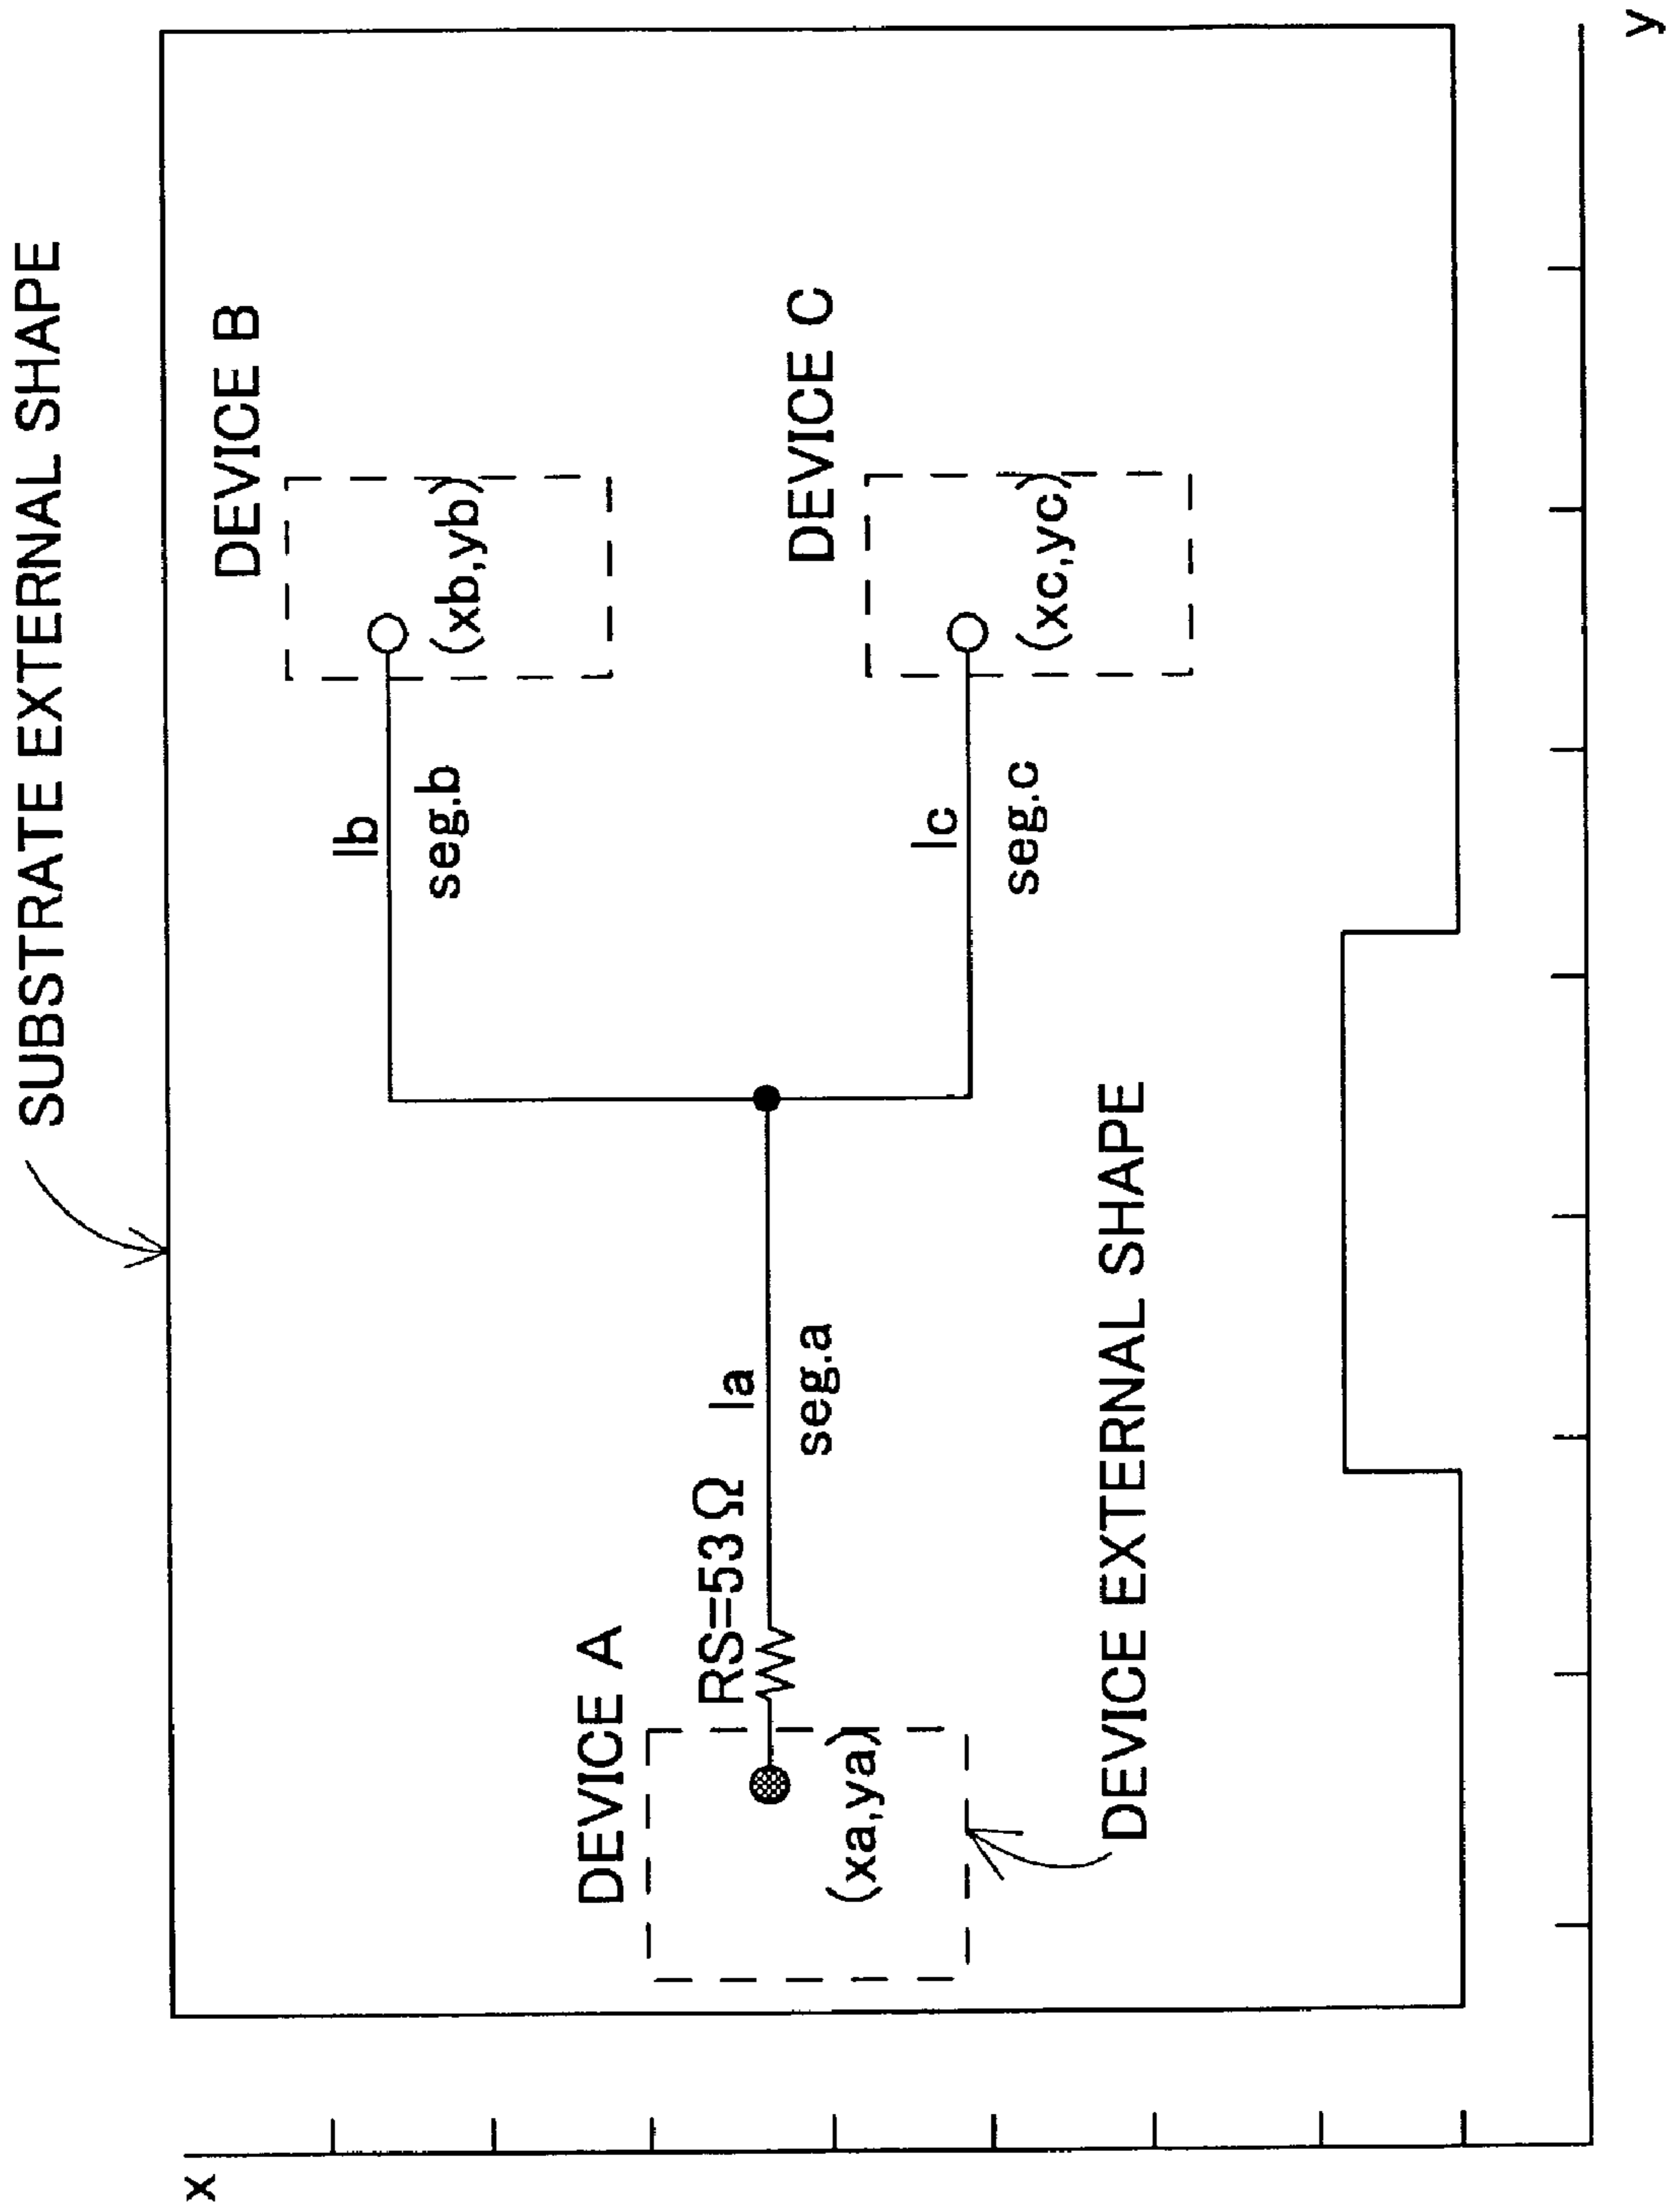 SUBSTRATE EXTERNAL SHAPE
x
DEVICE B
lb
(xb,yb)
seg.b
DEVICE A
RS=53Ω
la
seg.a
(xa,ya)
DEVICE C
lc
(xc,yc)
seg.c
DEVICE EXTERNAL SHAPE
y